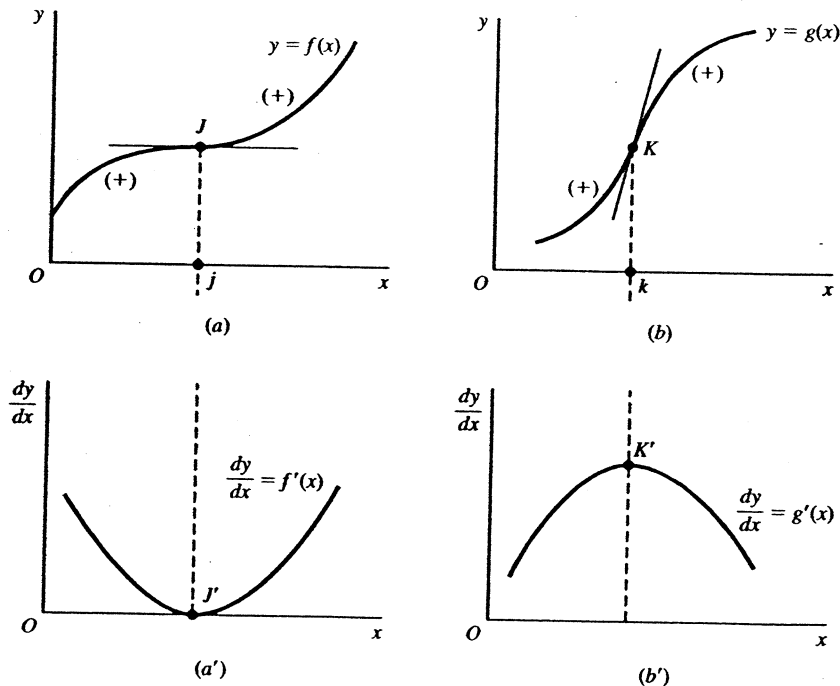 y
y = f(x)
(+)
J
(+)
O
j
x
(a)
y
y = g(x)
(+)
K
(+)
O
k
x
(b)
dy
dx
dy
dx = f′(x)
J′
O
x
(a′)
dy
dx
K′
dy
dx = g′(x)
O
x
(b′)